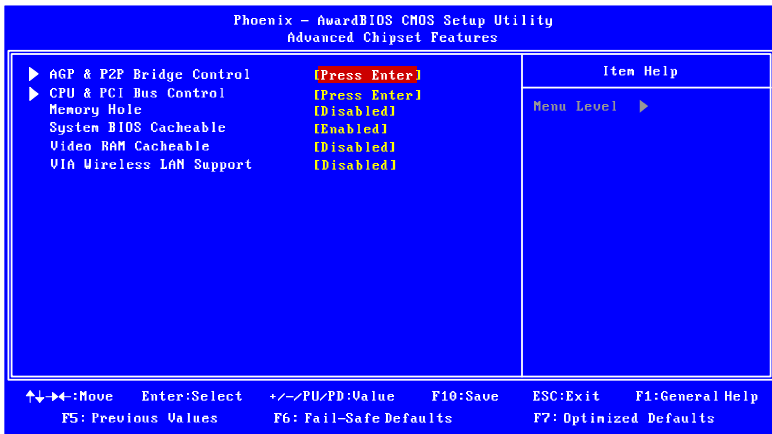 Phoenix – AwardBIOS CMOS Setup Utility
Advanced Chipset Features
AGP & P2P Bridge Control [Press Enter]
CPU & PCI Bus Control [Press Enter]
Memory Hole [Disabled]
System BIOS Cacheable [Enabled]
Video RAM Cacheable [Disabled]
VIA Wireless LAN Support [Disabled]
Item Help
Menu Level
↑↓→←:Move Enter:Select +/-/PU/PD:Value F10:Save ESC:Exit F1:General Help
F5: Previous Values F6: Fail-Safe Defaults F7: Optimized Defaults